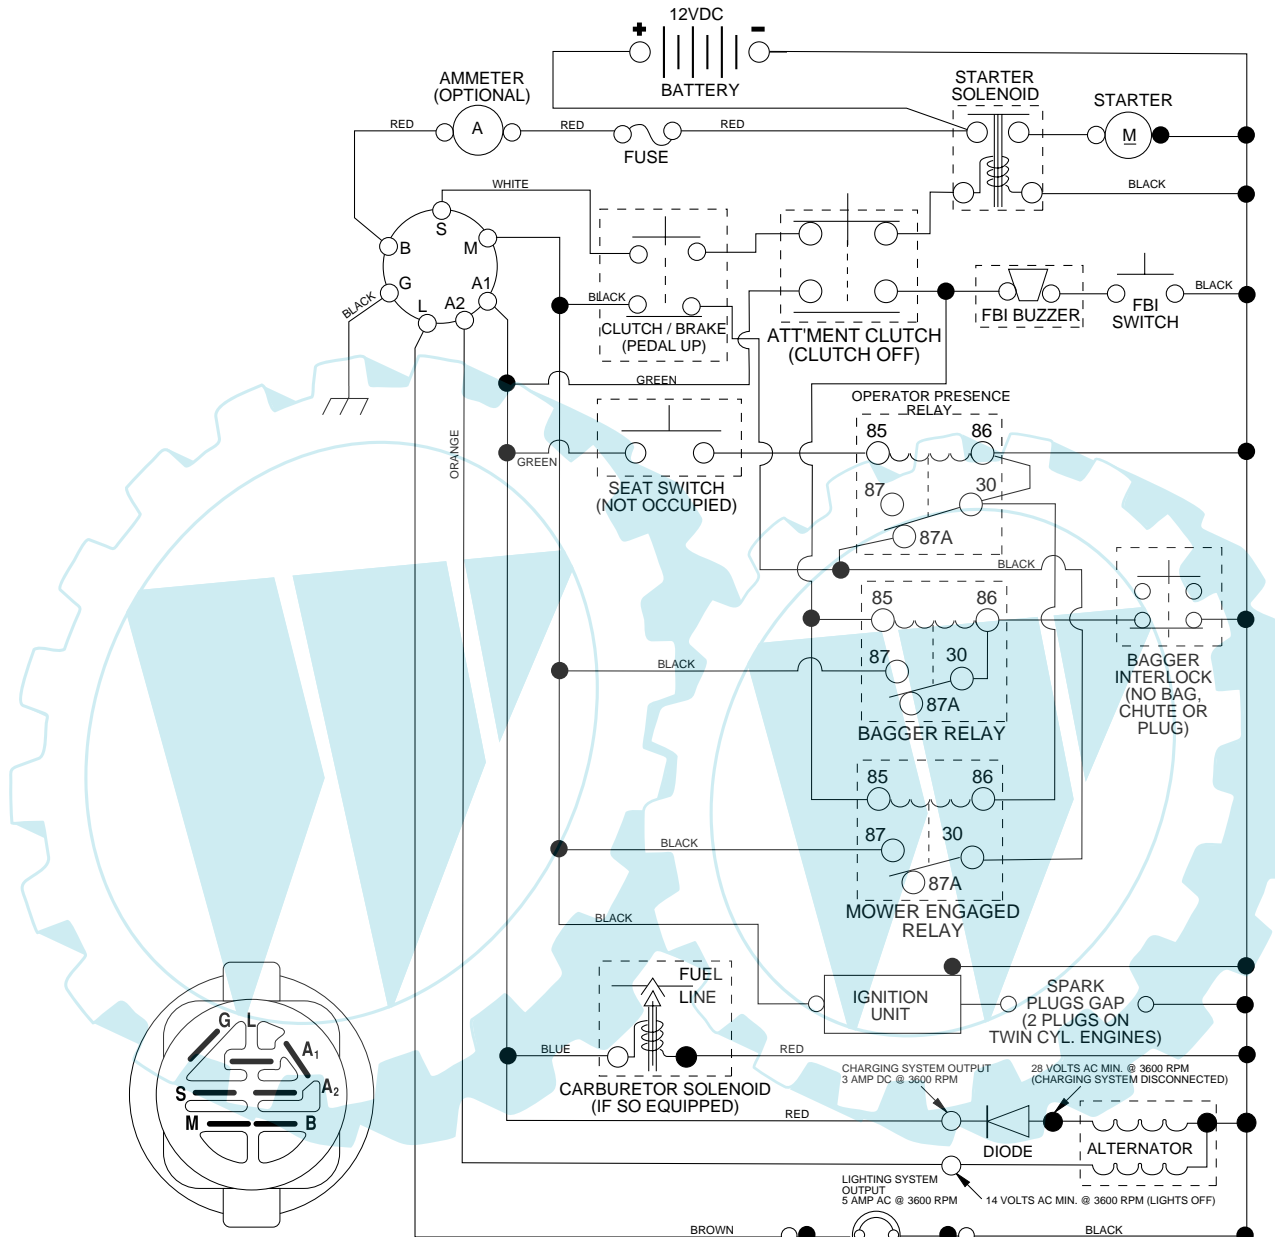 12VDC
+ −
BATTERY
AMMETER
(OPTIONAL)
STARTER
SOLENOID
STARTER
RED
A
RED
RED
FUSE
M
WHITE
BLACK
S
B
M
G
A1
L
A2
BLACK
BLACK
CLUTCH / BRAKE
(PEDAL UP)
ATT'MENT CLUTCH
(CLUTCH OFF)
FBI BUZZER
FBI
SWITCH
BLACK
GREEN
OPERATOR PRESENCE
RELAY
85
86
ORANGE
GREEN
SEAT SWITCH
(NOT OCCUPIED)
87
30
87A
BLACK
85
86
BLACK
87
30
87A
BAGGER RELAY
BAGGER
INTERLOCK
(NO BAG,
CHUTE OR
PLUG)
85
86
BLACK
87
30
87A
MOWER ENGAGED
RELAY
BLACK
FUEL
LINE
IGNITION
UNIT
SPARK
PLUGS GAP
(2 PLUGS ON
TWIN CYL. ENGINES)
BLUE
RED
CARBURETOR SOLENOID
(IF SO EQUIPPED)
CHARGING SYSTEM OUTPUT
3 AMP DC @ 3600 RPM
28 VOLTS AC MIN. @ 3600 RPM
(CHARGING SYSTEM DISCONNECTED)
RED
DIODE
ALTERNATOR
LIGHTING SYSTEM
OUTPUT
5 AMP AC @ 3600 RPM
14 VOLTS AC MIN. @ 3600 RPM (LIGHTS OFF)
BROWN
BLACK
G
L
A1
S
A2
M
B